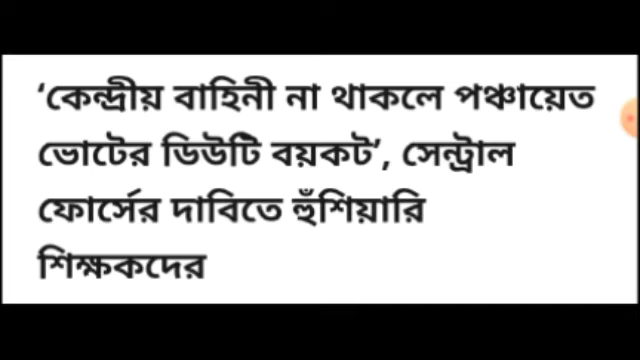 ‘কেন্দ্রীয় বাহিনী না থাকলে পঞ্চায়েত
ভোটের ডিউটি বয়কট’, সেন্ট্রাল
ফোর্সের দাবিতে হুঁশিয়ারি
শিক্ষকদের